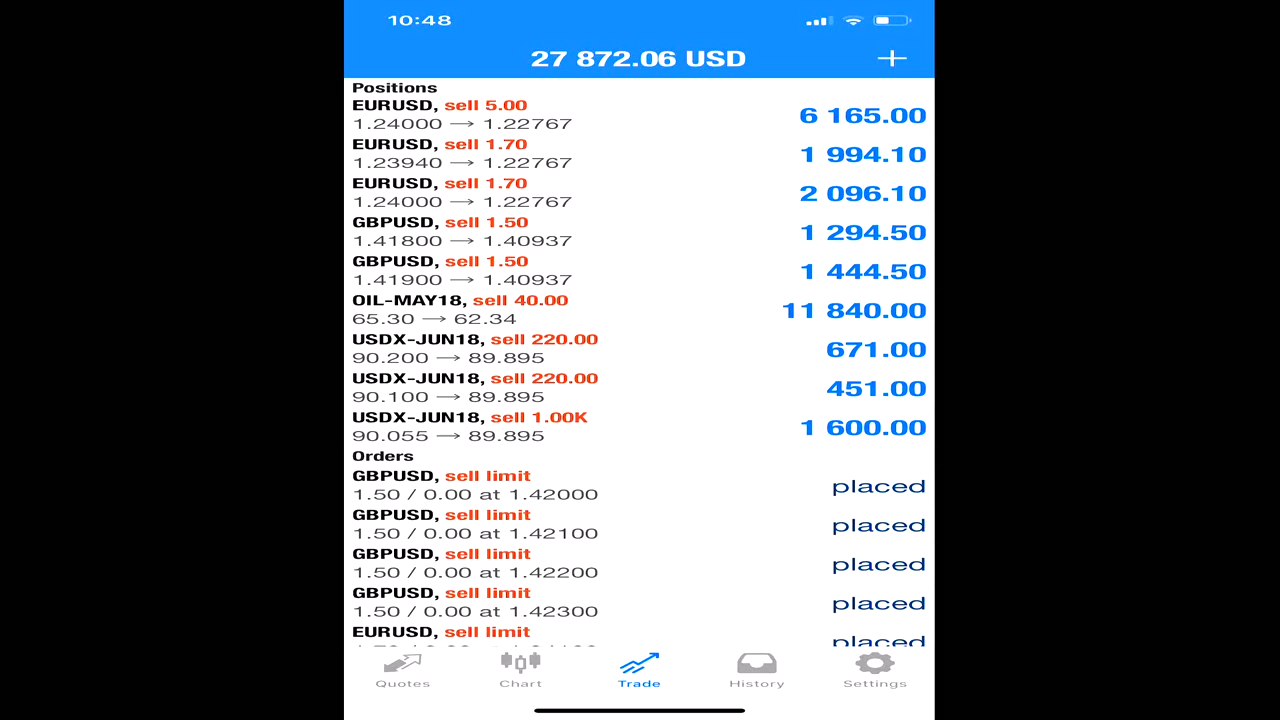 10:48
27 872.06 USD
Positions
EURUSD, sell 5.00
1.24000 → 1.22767
6 165.00
EURUSD, sell 1.70
1.23940 → 1.22767
1 994.10
EURUSD, sell 1.70
1.24000 → 1.22767
2 096.10
GBPUSD, sell 1.50
1.41800 → 1.40937
1 294.50
GBPUSD, sell 1.50
1.41900 → 1.40937
1 444.50
OIL-MAY18, sell 40.00
65.30 → 62.34
11 840.00
USDX-JUN18, sell 220.00
90.200 → 89.895
671.00
USDX-JUN18, sell 220.00
90.100 → 89.895
451.00
USDX-JUN18, sell 1.00K
90.055 → 89.895
1 600.00
Orders
GBPUSD, sell limit
1.50 / 0.00 at 1.42000
placed
GBPUSD, sell limit
1.50 / 0.00 at 1.42100
placed
GBPUSD, sell limit
1.50 / 0.00 at 1.42200
placed
GBPUSD, sell limit
1.50 / 0.00 at 1.42300
placed
EURUSD, sell limit
placed
Quotes
Chart
Trade
History
Settings